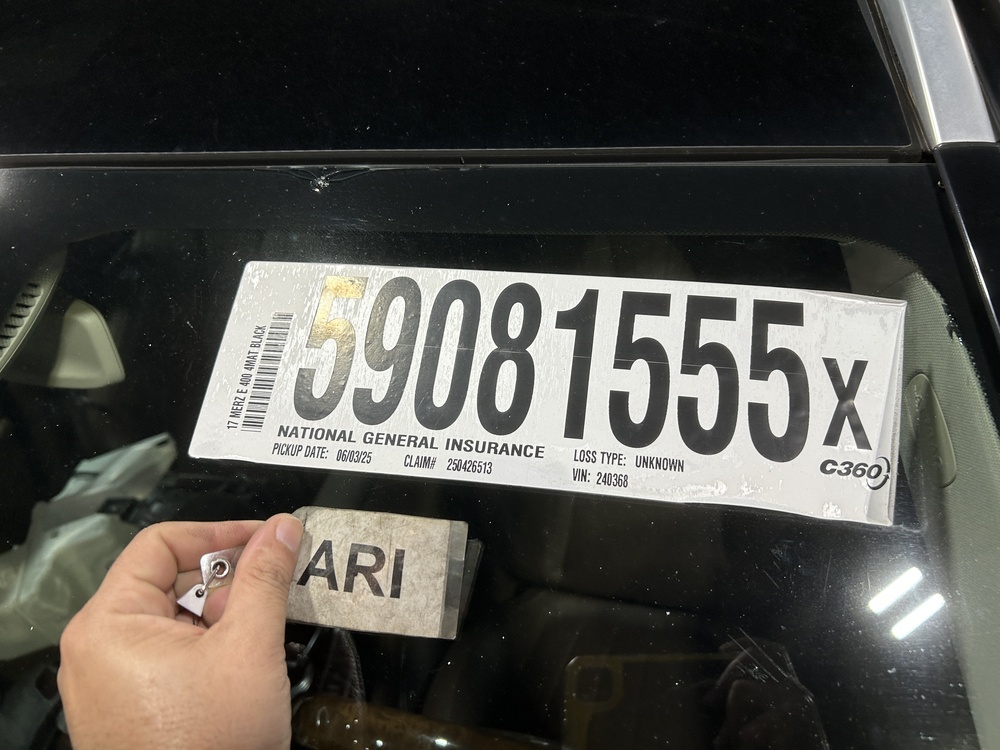 17 MERZ E 400 4MAT BLACK
59081555X
NATIONAL GENERAL INSURANCE
PICKUP DATE: 06/03/25 CLAIM# 250426513
LOSS TYPE: UNKNOWN
VIN: 240368
C360
ARI